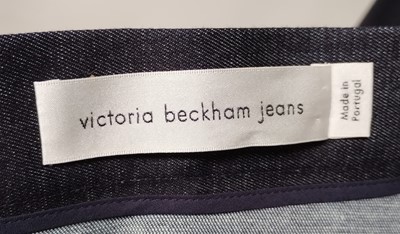 victoria beckham jeans
Made in
Portugal